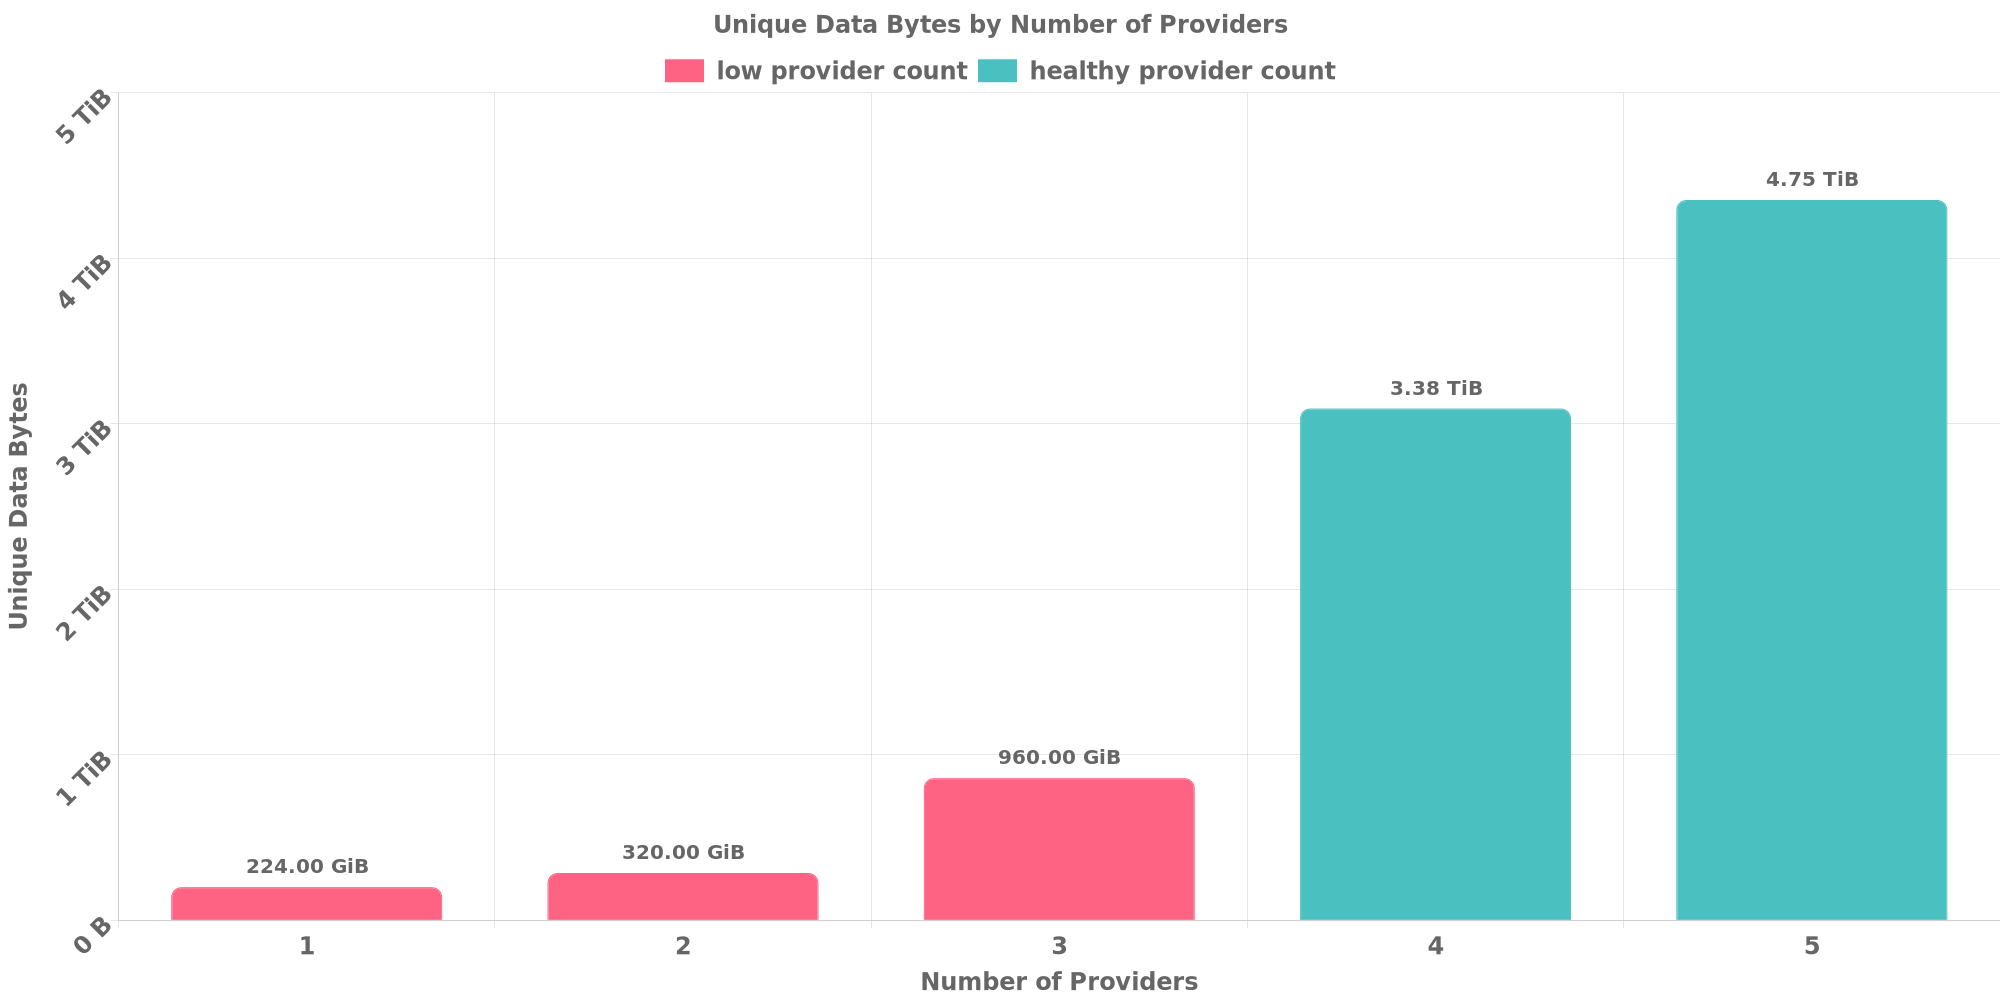 Unique Data Bytes by Number of Providers
low provider count
healthy provider count
5 TiB
4 TiB
3 TiB
2 TiB
1 TiB
0 B
Unique Data Bytes
224.00 GiB
320.00 GiB
960.00 GiB
3.38 TiB
4.75 TiB
1
2
3
4
5
Number of Providers